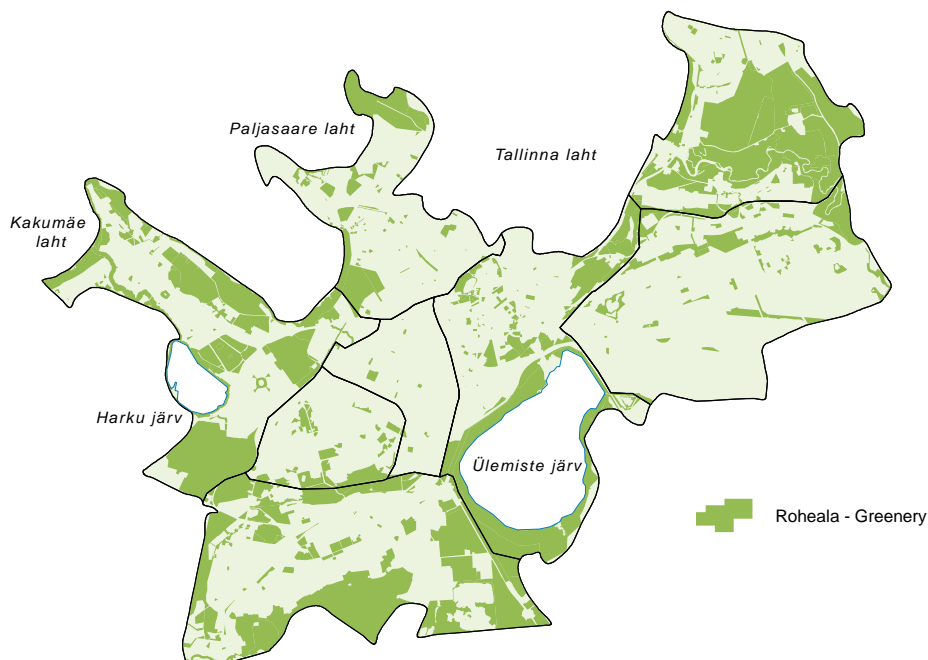 Paljasaare laht
Tallinna laht
Kakumäe
laht
Harku järv
Ülemiste järv
Roheala - Greenery